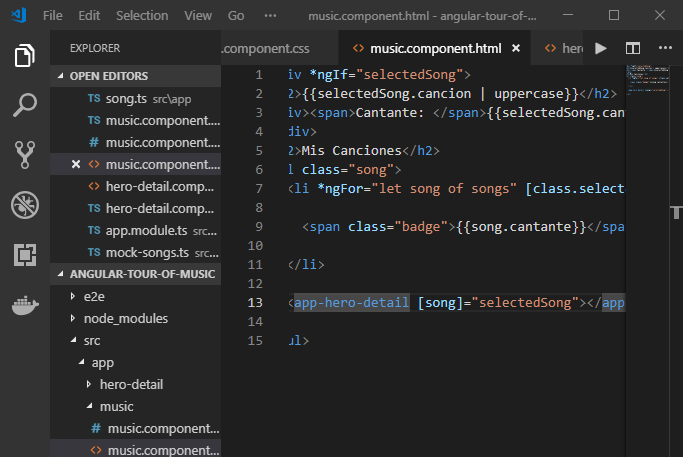 File Edit Selection View Go ••• music.component.html - angular-tour-of-...
EXPLORER
OPEN EDITORS
TS song.ts src\app
TS music.component....
# music.component....
<> music.component....
<> hero-detail.comp...
TS hero-detail.comp...
TS app.module.ts src...
TS mock-songs.ts src...
ANGULAR-TOUR-OF-MUSIC
e2e
node_modules
src
app
hero-detail
music
# music.component...
<> music.component...
.component.css <> music.component.html <> hero
1 iv *ngIf="selectedSong">
2 2>{{selectedSong.cancion | uppercase}}</h2>
3 iv><span>Cantante: </span>{{selectedSong.can
4 div>
5 2>Mis Canciones</h2>
6 l class="song">
7 <li *ngFor="let song of songs" [class.select
8
9 <span class="badge">{{song.cantante}}</spa
10
11 </li>
12
13 <app-hero-detail [song]="selectedSong"></app
14
15 ul>